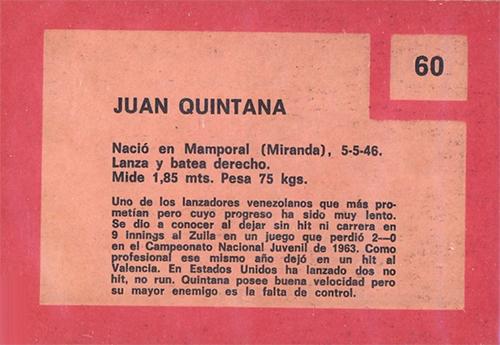 60
JUAN QUINTANA
Nació en Mamporal (Miranda), 5-5-46.
Lanza y batea derecho.
Mide 1,85 mts. Pesa 75 kgs.
Uno de los lanzadores venezolanos que más pro-
metían pero cuyo progreso ha sido muy lento.
Se dio a conocer al dejar sin hit ni carrera en
9 innings al Zulia en un juego que perdió 2—0
en el Campeonato Nacional Juvenil de 1963. Como
profesional ese mismo año dejó en un hit al
Valencia. En Estados Unidos ha lanzado dos no
hit, no run. Quintana posee buena velocidad pero
su mayor enemigo es la falta de control.